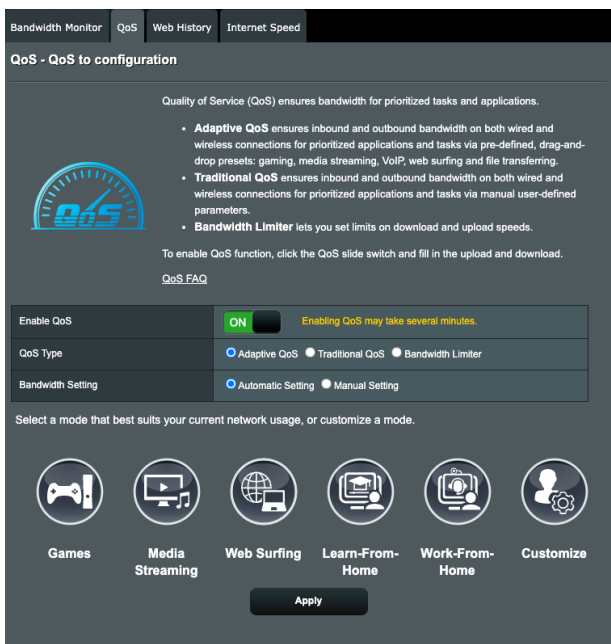 Bandwidth Monitor QoS Web History Internet Speed
QoS - QoS to configuration
Quality of Service (QoS) ensures bandwidth for prioritized tasks and applications.
• Adaptive QoS ensures inbound and outbound bandwidth on both wired and
wireless connections for prioritized applications and tasks via pre-defined, drag-and-
drop presets: gaming, media streaming, VoIP, web surfing and file transferring.
• Traditional QoS ensures inbound and outbound bandwidth on both wired and
wireless connections for prioritized applications and tasks via manual user-defined
parameters.
• Bandwidth Limiter lets you set limits on download and upload speeds.
QoS
To enable QoS function, click the QoS slide switch and fill in the upload and download.
QoS FAQ
Enable QoS ON Enabling QoS may take several minutes.
QoS Type Adaptive QoS Traditional QoS Bandwidth Limiter
Bandwidth Setting Automatic Setting Manual Setting
Select a mode that best suits your current network usage, or customize a mode.
Games Media Web Surfing Learn-From- Work-From- Customize
Streaming Home Home
Apply